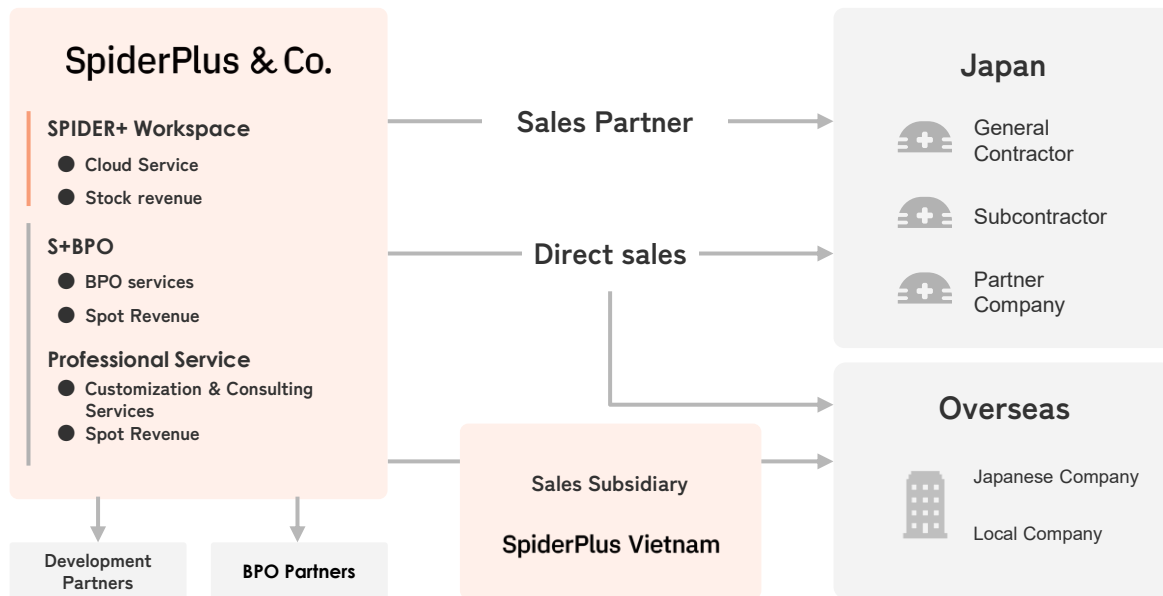 SpiderPlus & Co.
SPIDER+ Workspace
● Cloud Service
● Stock revenue
S+BPO
● BPO services
● Spot Revenue
Professional Service
● Customization & Consulting
Services
● Spot Revenue
Development
Partners
BPO Partners
Sales Partner
Direct sales
Sales Subsidiary
SpiderPlus Vietnam
Japan
General
Contractor
Subcontractor
Partner
Company
Overseas
Japanese Company
Local Company